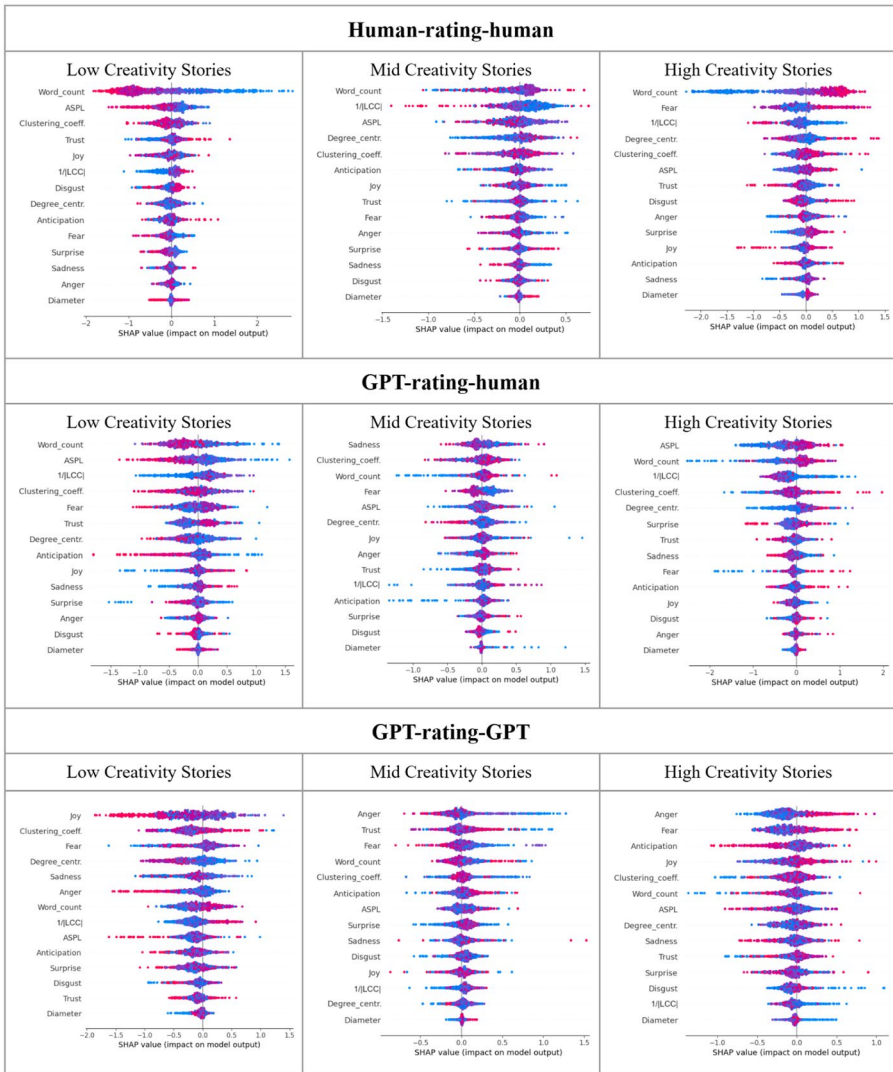 Human-rating-human
Low Creativity Stories
Word_count
ASPL
Clustering_coeff.
Trust
Joy
1/|LCC|
Disgust
Degree_centr.
Anticipation
Fear
Surprise
Sadness
Anger
Diameter
−2 −1 0 1 2
SHAP value (impact on model output)
Mid Creativity Stories
Word_count
1/|LCC|
ASPL
Degree_centr.
Clustering_coeff.
Anticipation
Joy
Trust
Fear
Anger
Surprise
Sadness
Disgust
Diameter
−1.5 −1.0 −0.5 0.0 0.5
SHAP value (impact on model output)
High Creativity Stories
Word_count
Fear
1/|LCC|
Degree_centr.
Clustering_coeff.
ASPL
Trust
Disgust
Anger
Surprise
Joy
Anticipation
Sadness
Diameter
−2.0 −1.5 −1.0 −0.5 0.0 0.5 1.0 1.5
SHAP value (impact on model output)
GPT-rating-human
Low Creativity Stories
Word_count
ASPL
1/|LCC|
Clustering_coeff.
Fear
Trust
Degree_centr.
Anticipation
Joy
Sadness
Surprise
Anger
Disgust
Diameter
−1.5 −1.0 −0.5 0.0 0.5 1.0 1.5
SHAP value (impact on model output)
Mid Creativity Stories
Sadness
Clustering_coeff.
Word_count
Fear
ASPL
Degree_centr.
Joy
Anger
Trust
1/|LCC|
Anticipation
Surprise
Disgust
Diameter
−1.0 −0.5 0.0 0.5 1.0 1.5
SHAP value (impact on model output)
High Creativity Stories
ASPL
Word_count
1/|LCC|
Clustering_coeff.
Degree_centr.
Surprise
Trust
Sadness
Fear
Anticipation
Joy
Disgust
Anger
Diameter
−2 −1 0 1 2
SHAP value (impact on model output)
GPT-rating-GPT
Low Creativity Stories
Joy
Clustering_coeff.
Fear
Degree_centr.
Sadness
Anger
Word_count
1/|LCC|
ASPL
Anticipation
Surprise
Disgust
Trust
Diameter
−2.0 −1.5 −1.0 −0.5 0.0 0.5 1.0 1.5
SHAP value (impact on model output)
Mid Creativity Stories
Anger
Trust
Fear
Word_count
Clustering_coeff.
Anticipation
ASPL
Surprise
Sadness
Disgust
Joy
1/|LCC|
Degree_centr.
Diameter
−0.5 0.0 0.5 1.0 1.5
SHAP value (impact on model output)
High Creativity Stories
Anger
Fear
Anticipation
Joy
Clustering_coeff.
Word_count
ASPL
Degree_centr.
Sadness
Trust
Surprise
Disgust
1/|LCC|
Diameter
−1.0 −0.5 0.0 0.5 1.0
SHAP value (impact on model output)